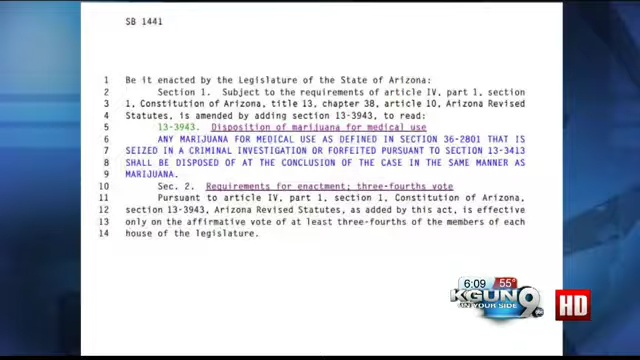 SB 1441
1 Be it enacted by the Legislature of the State of Arizona:
2 Section 1. Subject to the requirements of article IV, part 1, section
3 1, Constitution of Arizona, title 13, chapter 38, article 10, Arizona Revised
4 Statutes, is amended by adding section 13-3943, to read:
5 13-3943. Disposition of marijuana for medical use
6 ANY MARIJUANA FOR MEDICAL USE AS DEFINED IN SECTION 36-2801 THAT IS
7 SEIZED IN A CRIMINAL INVESTIGATION OR FORFEITED PURSUANT TO SECTION 13-3413
8 SHALL BE DISPOSED OF AT THE CONCLUSION OF THE CASE IN THE SAME MANNER AS
9 MARIJUANA.
10 Sec. 2. Requirements for enactment; three-fourths vote
11 Pursuant to article IV, part 1, section 1, Constitution of Arizona,
12 section 13-3943, Arizona Revised Statutes, as added by this act, is effective
13 only on the affirmative vote of at least three-fourths of the members of each
14 house of the legislature.
6:09 55°
KGUN 9
ON YOUR SIDE
abc
HD